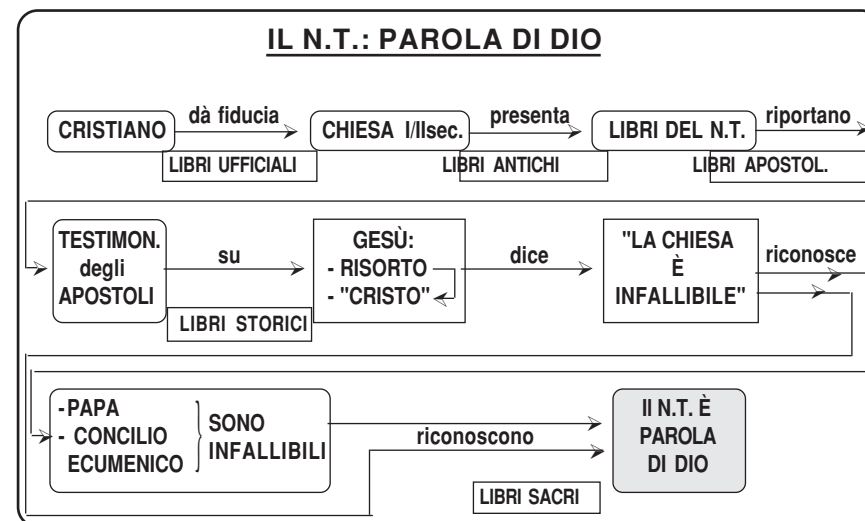 IL N.T.: PAROLA DI DIO
CRISTIANO
dà fiducia
CHIESA I/IIsec.
presenta
LIBRI DEL N.T.
riportano
LIBRI UFFICIALI
LIBRI ANTICHI
LIBRI APOSTOL.
TESTIMON.
degli
APOSTOLI
su
GESÙ:
- RISORTO
- "CRISTO"
dice
"LA CHIESA
È
INFALLIBILE"
riconosce
LIBRI STORICI
-PAPA
- CONCILIO
ECUMENICO
SONO
INFALLIBILI
riconoscono
Il N.T. È
PAROLA
DI DIO
LIBRI SACRI